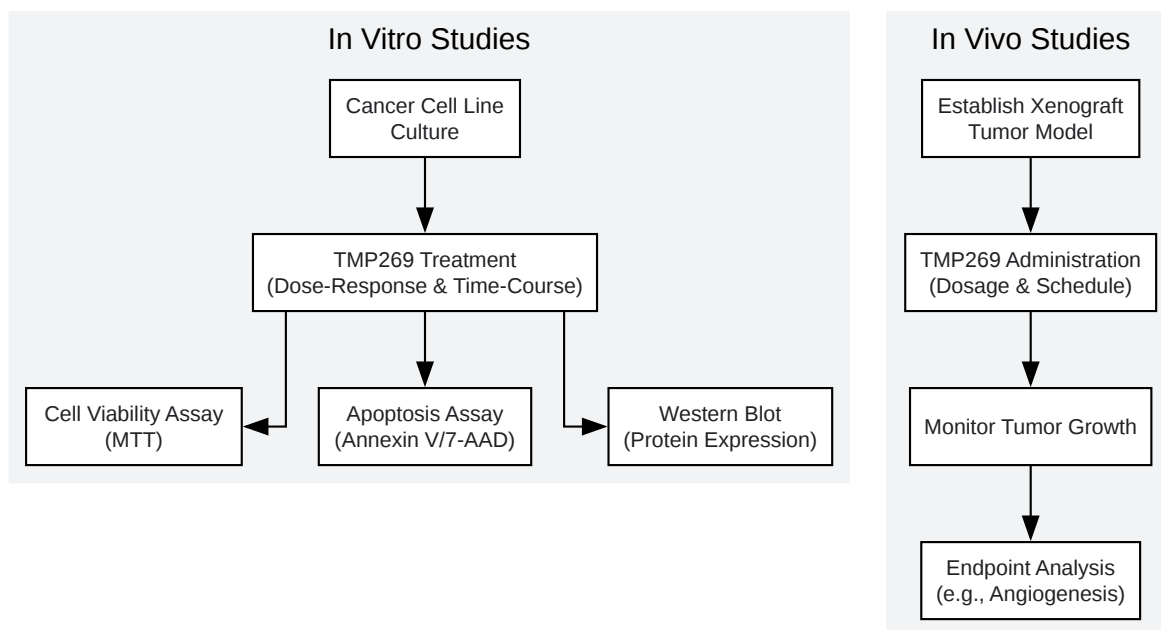 In Vitro Studies
Cancer Cell Line
Culture
TMP269 Treatment
(Dose-Response & Time-Course)
Cell Viability Assay
(MTT)
Apoptosis Assay
(Annexin V/7-AAD)
Western Blot
(Protein Expression)
In Vivo Studies
Establish Xenograft
Tumor Model
TMP269 Administration
(Dosage & Schedule)
Monitor Tumor Growth
Endpoint Analysis
(e.g., Angiogenesis)